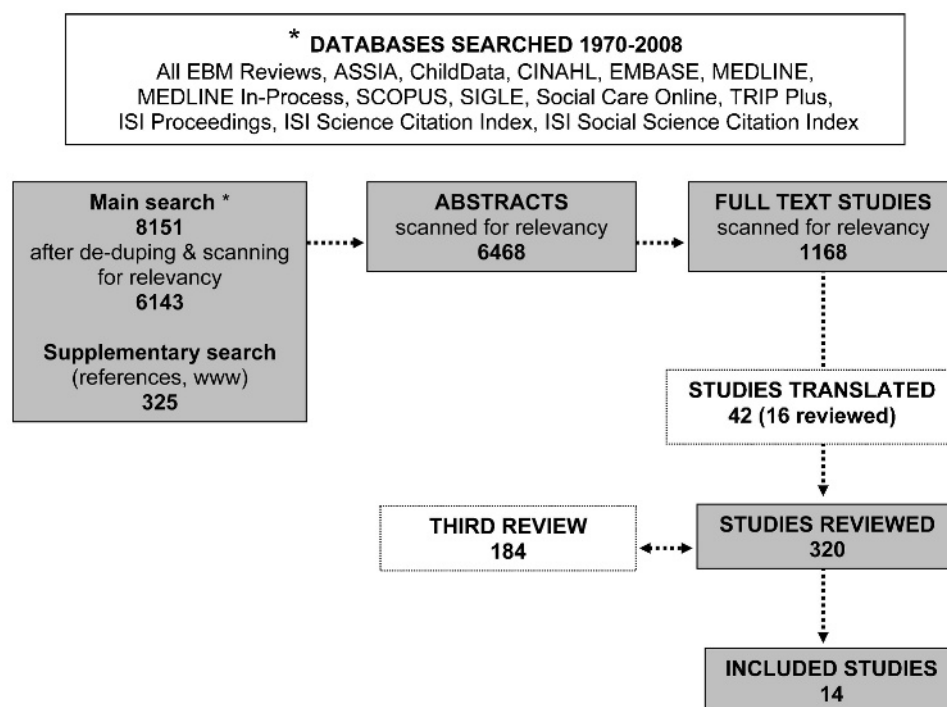 * DATABASES SEARCHED 1970-2008
All EBM Reviews, ASSIA, ChildData, CINAHL, EMBASE, MEDLINE,
MEDLINE In-Process, SCOPUS, SIGLE, Social Care Online, TRIP Plus,
ISI Proceedings, ISI Science Citation Index, ISI Social Science Citation Index
Main search *
8151
after de-duping & scanning
for relevancy
6143
Supplementary search
(references, www)
325
ABSTRACTS
scanned for relevancy
6468
FULL TEXT STUDIES
scanned for relevancy
1168
STUDIES TRANSLATED
42 (16 reviewed)
THIRD REVIEW
184
STUDIES REVIEWED
320
INCLUDED STUDIES
14